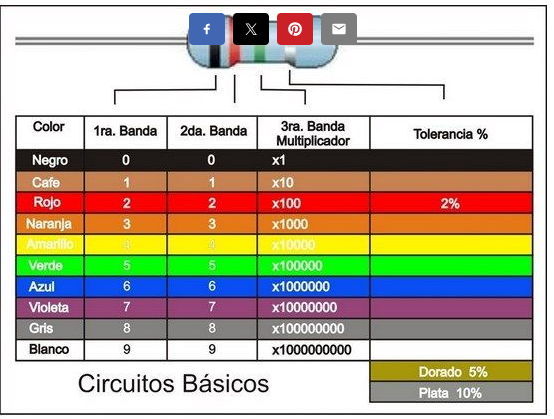 Color 1ra. Banda 2da. Banda 3ra. Banda Multiplicador Tolerancia %
Negro 0 0 x1
Cafe 1 1 x10
Rojo 2 2 x100 2%
Naranja 3 3 x1000
Amarillo 4 4 x10000
Verde 5 5 x100000
Azul 6 6 x1000000
Violeta 7 7 x10000000
Gris 8 8 x100000000
Blanco 9 9 x1000000000
Dorado 5%
Plata 10%
Circuitos Básicos